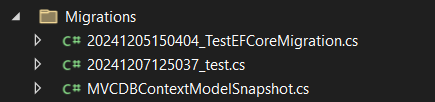 Migrations
C# 20241205150404_TestEFCoreMigration.cs
C# 20241207125037_test.cs
C# MVCDBContextModelSnapshot.cs